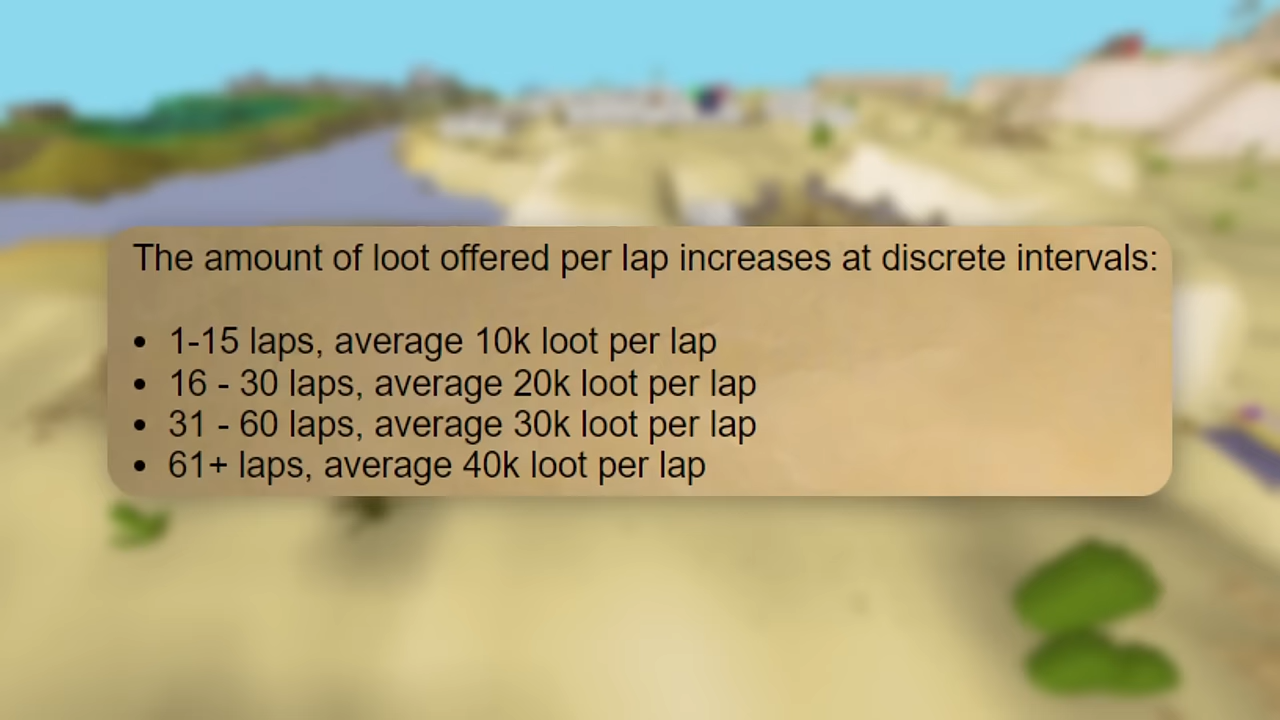 The amount of loot offered per lap increases at discrete intervals:
• 1-15 laps, average 10k loot per lap
• 16 - 30 laps, average 20k loot per lap
• 31 - 60 laps, average 30k loot per lap
• 61+ laps, average 40k loot per lap